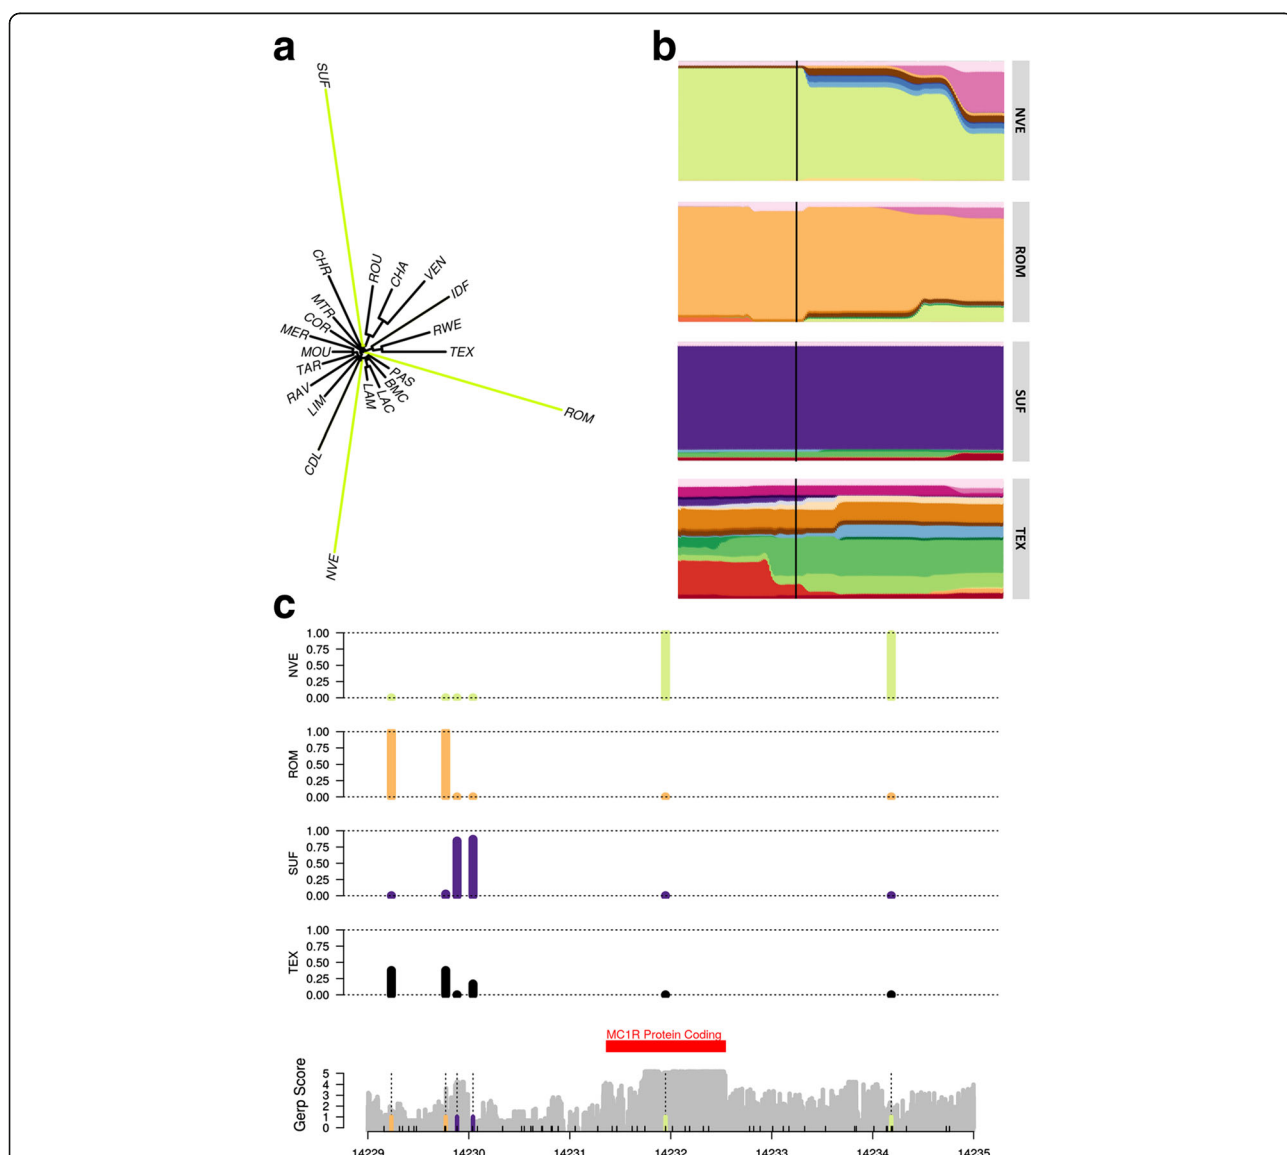 a
SUF
CHR
ROU
CHA
VEN
IDF
MTR
COR
MER
RWE
MOU
TEX
TAR
PAS
RAV
BMC
LIM
LAC
LAM
ROM
CDL
NVE
b
NVE
ROM
SUF
TEX
c
NVE
1.00
0.75
0.50
0.25
0.00
ROM
1.00
0.75
0.50
0.25
0.00
SUF
1.00
0.75
0.50
0.25
0.00
TEX
1.00
0.75
0.50
0.25
0.00
MC1R Protein Coding
Gerp Score
5
4
3
2
1
0
14229 14230 14231 14232 14233 14234 14235